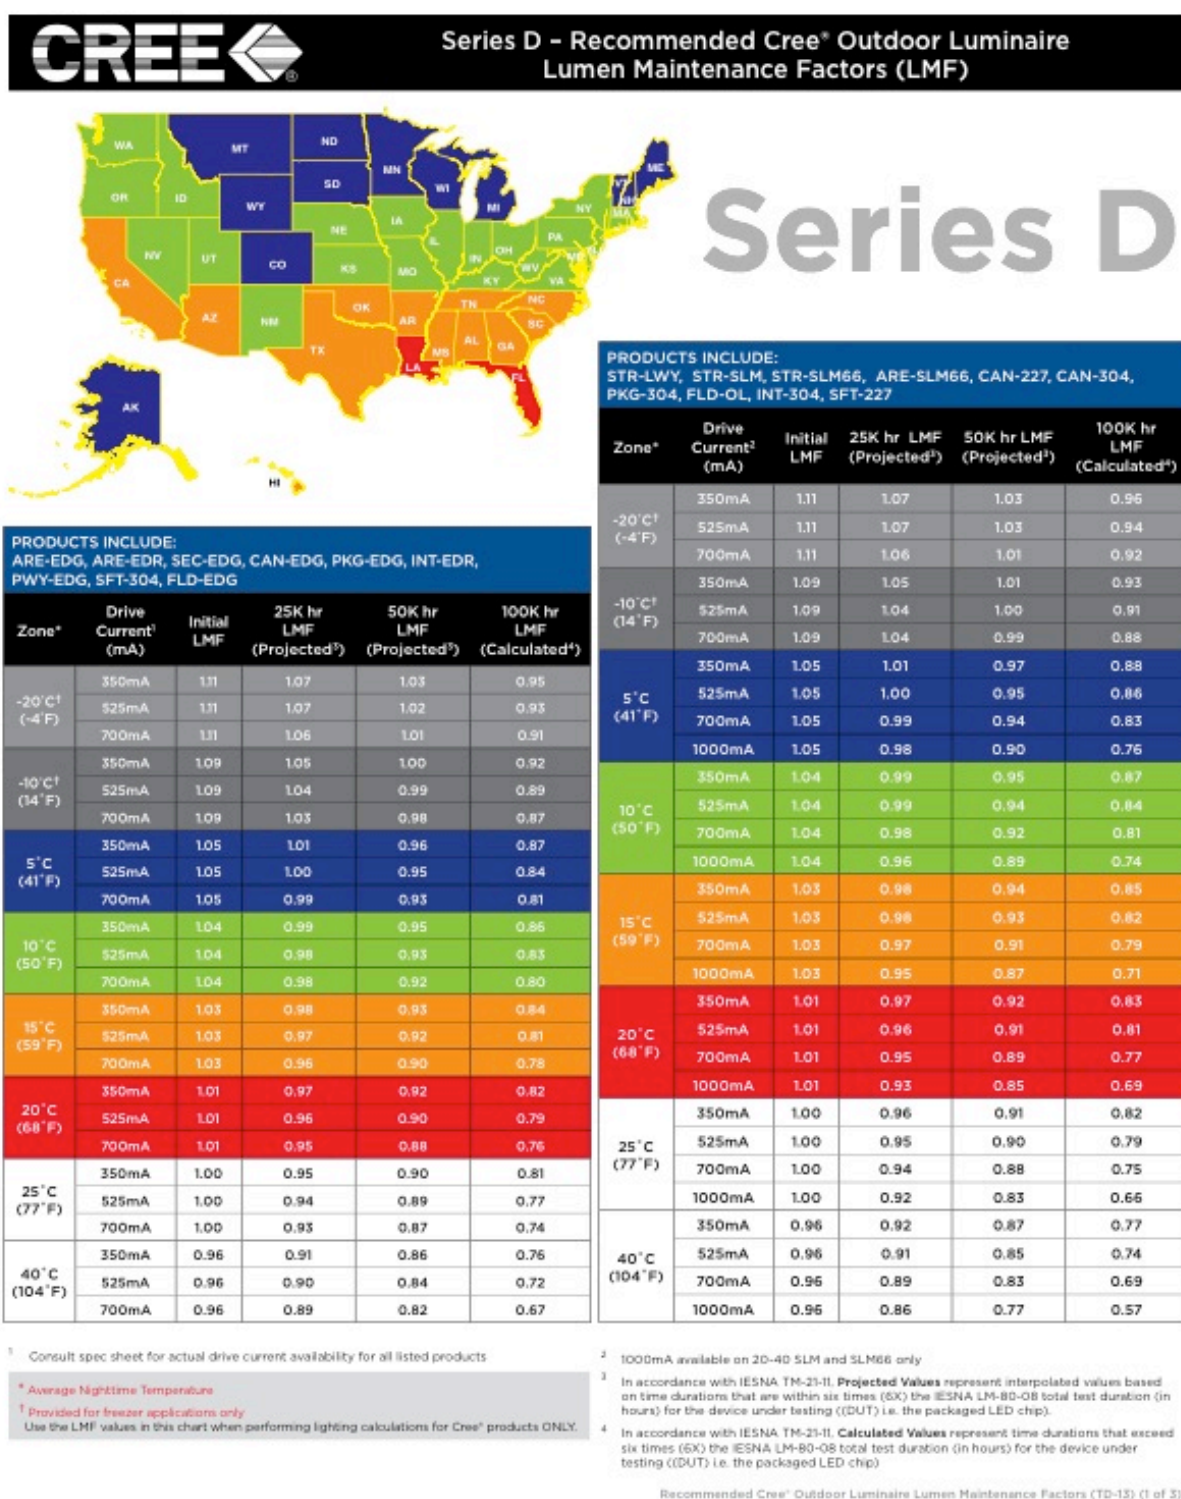 CREE
®
Series D – Recommended Cree® Outdoor Luminaire
Lumen Maintenance Factors (LMF)
WA
MT
ND
MN
ME
VT
NH
OR
ID
WY
SD
WI
MI
NY
MA
NV
UT
CO
NE
IA
IL
IN
OH
PA
WV
VA
KY
CA
KS
MO
AZ
NM
OK
AR
TN
NC
SC
TX
LA
MS
AL
GA
FL
AK
HI
Series D
PRODUCTS INCLUDE:
ARE-EDG, ARE-EDR, SEC-EDG, CAN-EDG, PKG-EDG, INT-EDR,
PWY-EDG, SFT-304, FLD-EDG
Zone* Drive Current¹ (mA) Initial LMF 25K hr LMF (Projected³) 50K hr LMF (Projected³) 100K hr LMF (Calculated⁴)
-20˚C† (-4˚F)
350mA 1.11 1.07 1.03 0.95
525mA 1.11 1.07 1.02 0.93
700mA 1.11 1.06 1.01 0.91
-10˚C† (14˚F)
350mA 1.09 1.05 1.00 0.92
525mA 1.09 1.04 0.99 0.89
700mA 1.09 1.03 0.98 0.87
5˚C (41˚F)
350mA 1.05 1.01 0.96 0.87
525mA 1.05 1.00 0.95 0.84
700mA 1.05 0.99 0.93 0.81
10˚C (50˚F)
350mA 1.04 0.99 0.95 0.86
525mA 1.04 0.98 0.93 0.83
700mA 1.04 0.98 0.92 0.80
15˚C (59˚F)
350mA 1.03 0.98 0.93 0.84
525mA 1.03 0.97 0.92 0.81
700mA 1.03 0.96 0.90 0.78
20˚C (68˚F)
350mA 1.01 0.97 0.92 0.82
525mA 1.01 0.96 0.90 0.79
700mA 1.01 0.95 0.88 0.76
25˚C (77˚F)
350mA 1.00 0.95 0.90 0.81
525mA 1.00 0.94 0.89 0.77
700mA 1.00 0.93 0.87 0.74
40˚C (104˚F)
350mA 0.96 0.91 0.86 0.76
525mA 0.96 0.90 0.84 0.72
700mA 0.96 0.89 0.82 0.67
PRODUCTS INCLUDE:
STR-LWY, STR-SLM, STR-SLM66, ARE-SLM66, CAN-227, CAN-304,
PKG-304, FLD-OL, INT-304, SFT-227
Zone* Drive Current² (mA) Initial LMF 25K hr LMF (Projected³) 50K hr LMF (Projected³) 100K hr LMF (Calculated⁴)
-20˚C† (-4˚F)
350mA 1.11 1.07 1.03 0.96
525mA 1.11 1.07 1.03 0.94
700mA 1.11 1.06 1.01 0.92
-10˚C† (14˚F)
350mA 1.09 1.05 1.01 0.93
525mA 1.09 1.04 1.00 0.91
700mA 1.09 1.04 0.99 0.88
5˚C (41˚F)
350mA 1.05 1.01 0.97 0.88
525mA 1.05 1.00 0.95 0.86
700mA 1.05 0.99 0.94 0.83
1000mA 1.05 0.98 0.90 0.76
10˚C (50˚F)
350mA 1.04 0.99 0.95 0.87
525mA 1.04 0.99 0.94 0.84
700mA 1.04 0.98 0.92 0.81
1000mA 1.04 0.96 0.89 0.74
15˚C (59˚F)
350mA 1.03 0.98 0.94 0.85
525mA 1.03 0.98 0.93 0.82
700mA 1.03 0.97 0.91 0.79
1000mA 1.03 0.95 0.87 0.71
20˚C (68˚F)
350mA 1.01 0.97 0.92 0.83
525mA 1.01 0.96 0.91 0.81
700mA 1.01 0.95 0.89 0.77
1000mA 1.01 0.93 0.85 0.69
25˚C (77˚F)
350mA 1.00 0.96 0.91 0.82
525mA 1.00 0.95 0.90 0.79
700mA 1.00 0.94 0.88 0.75
1000mA 1.00 0.92 0.83 0.66
40˚C (104˚F)
350mA 0.96 0.92 0.87 0.77
525mA 0.96 0.91 0.85 0.74
700mA 0.96 0.89 0.83 0.69
1000mA 0.96 0.86 0.77 0.57
¹ Consult spec sheet for actual drive current availability for all listed products
* Average Nighttime Temperature
† Provided for freezer applications only
Use the LMF values in this chart when performing lighting calculations for Cree® products ONLY.
² 1000mA available on 20-40 SLM and SLM66 only
³ In accordance with IESNA TM-21-11, Projected Values represent interpolated values based
on time durations that are within six times (6X) the IESNA LM-80-08 total test duration (in
hours) for the device under testing ((DUT) i.e. the packaged LED chip).
⁴ In accordance with IESNA TM-21-11, Calculated Values represent time durations that exceed
six times (6X) the IESNA LM-80-08 total test duration (in hours) for the device under
testing ((DUT) i.e. the packaged LED chip)
Recommended Cree® Outdoor Luminaire Lumen Maintenance Factors (TD-13) (1 of 3)